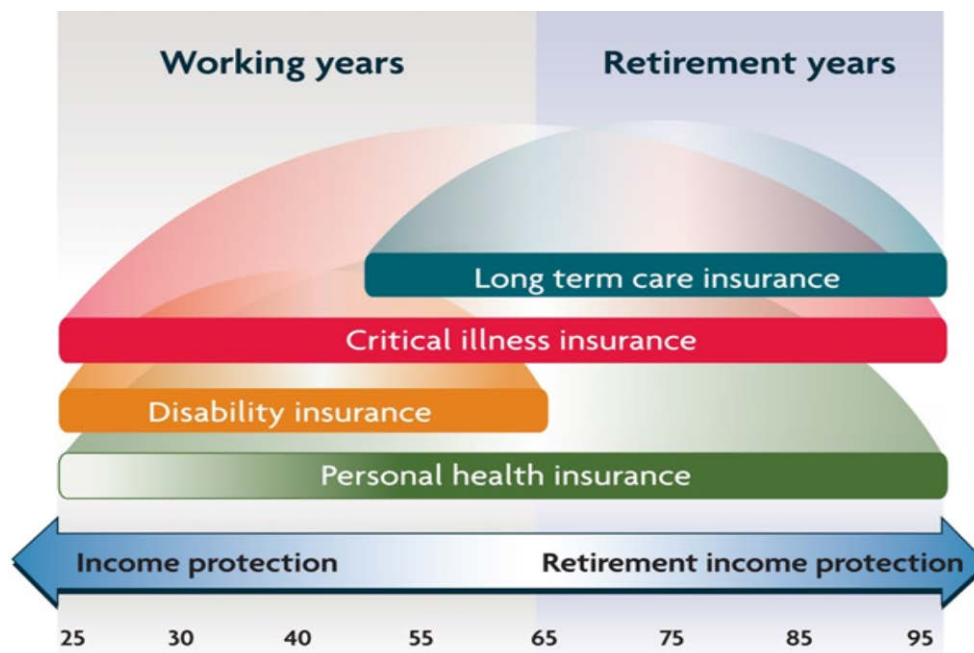 Working years
Retirement years
Long term care insurance
Critical illness insurance
Disability insurance
Personal health insurance
Income protection
Retirement income protection
25 30 40 55 65 75 85 95